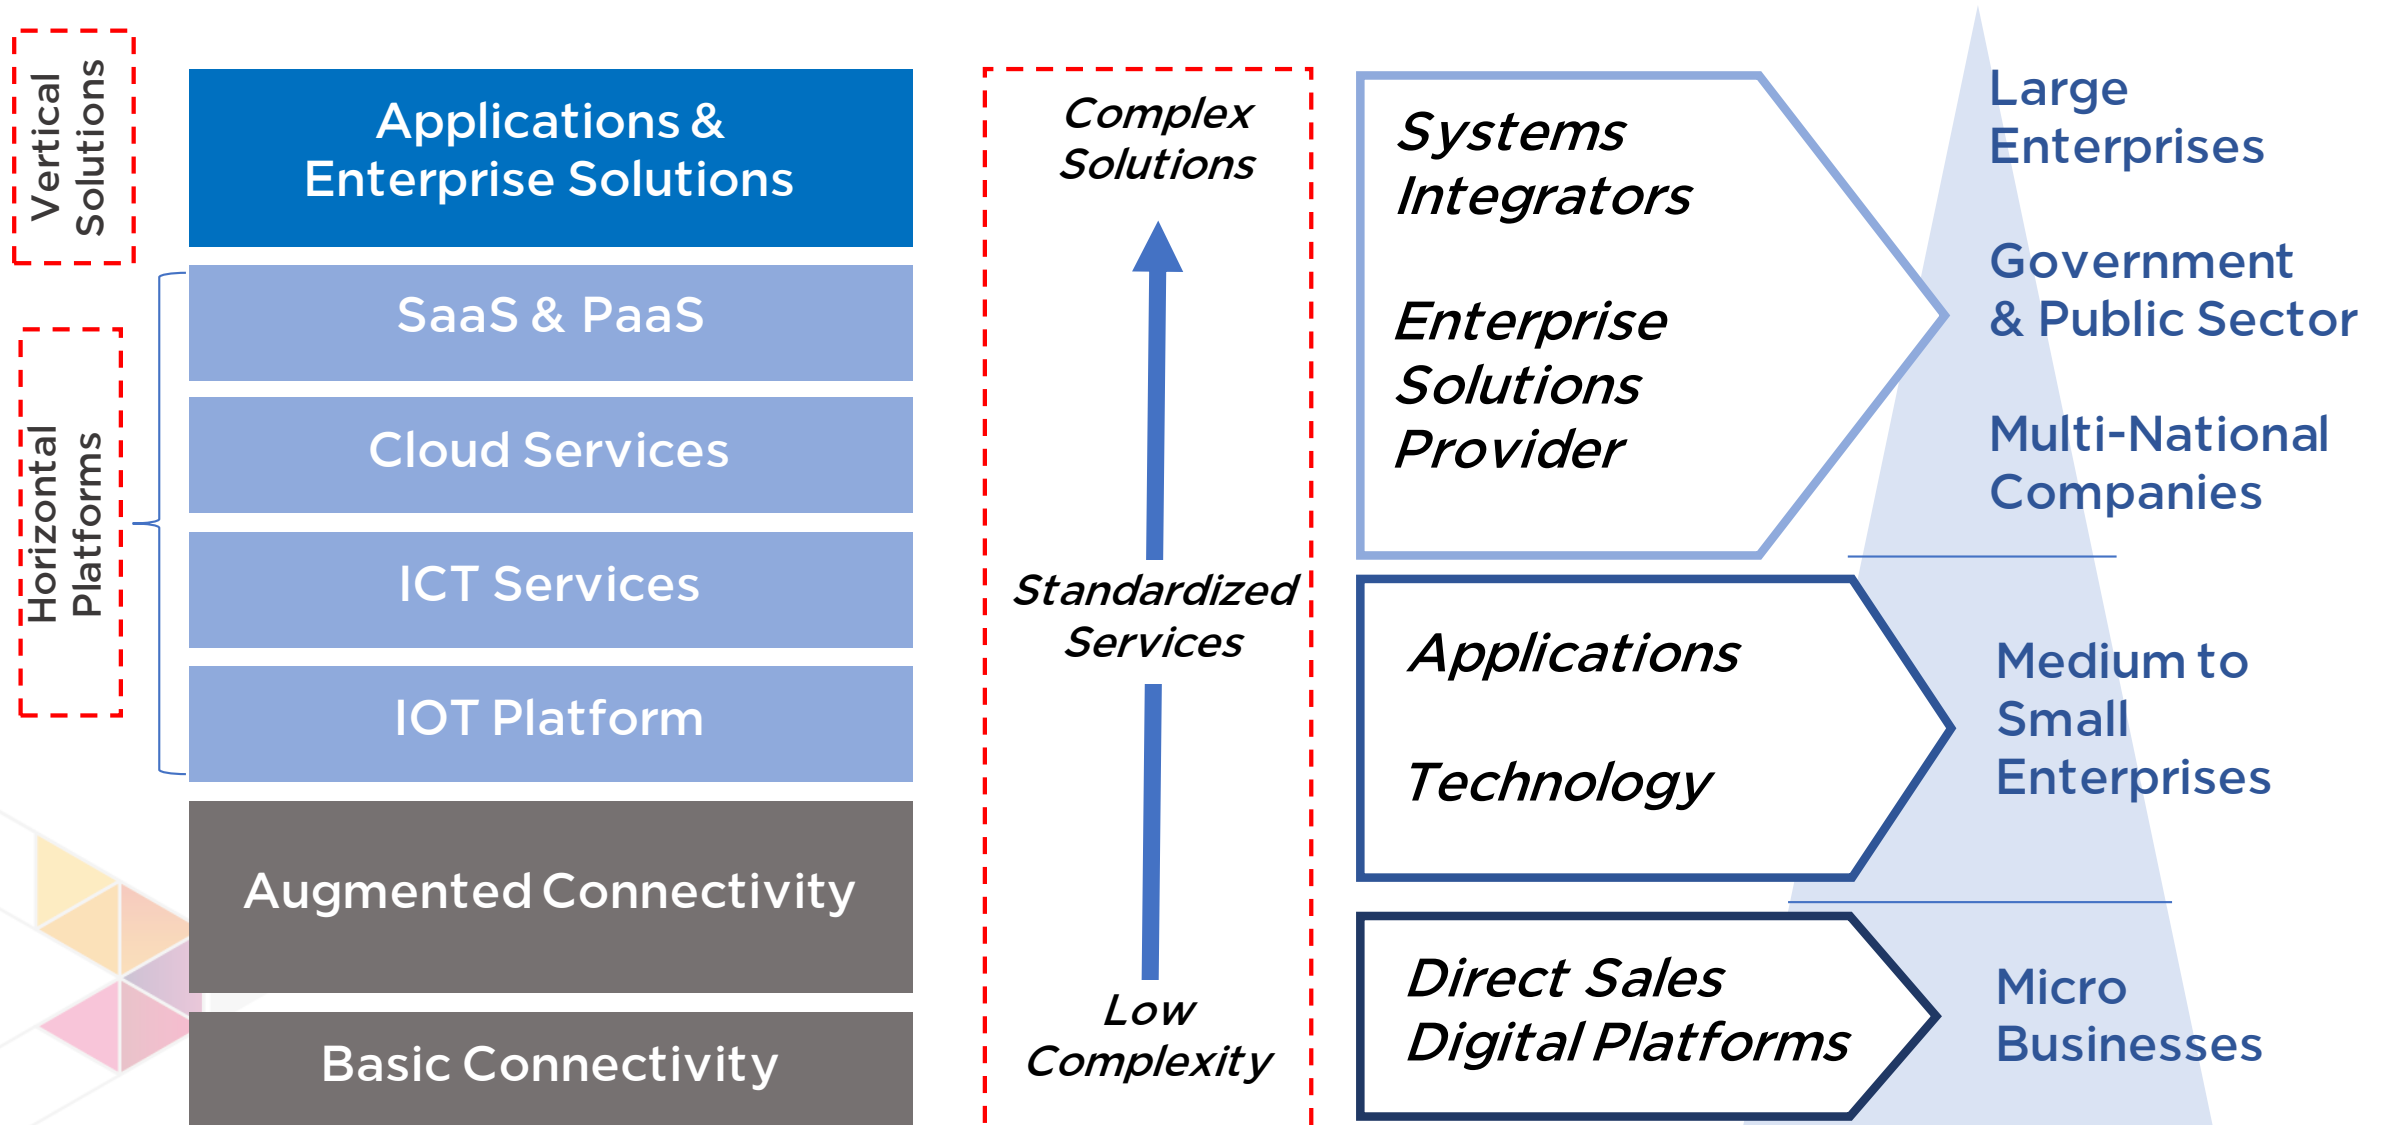 Vertical
Solutions
Horizontal
Platforms
Applications &
Enterprise Solutions
SaaS & PaaS
Cloud Services
ICT Services
IOT Platform
Augmented Connectivity
Basic Connectivity
Complex
Solutions
Standardized
Services
Low
Complexity
Systems
Integrators
Enterprise
Solutions
Provider
Applications
Technology
Direct Sales
Digital Platforms
Large
Enterprises
Government
& Public Sector
Multi-National
Companies
Medium to
Small
Enterprises
Micro
Businesses